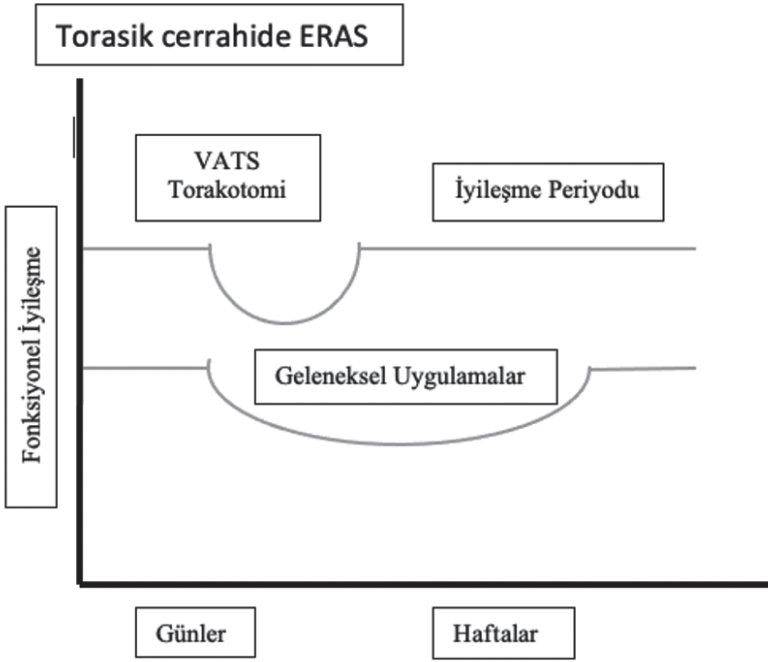 Torasik cerrahide ERAS
VATS
Torakotomi
İyileşme Periyodu
Fonksiyonel İyileşme
Geleneksel Uygulamalar
Günler
Haftalar